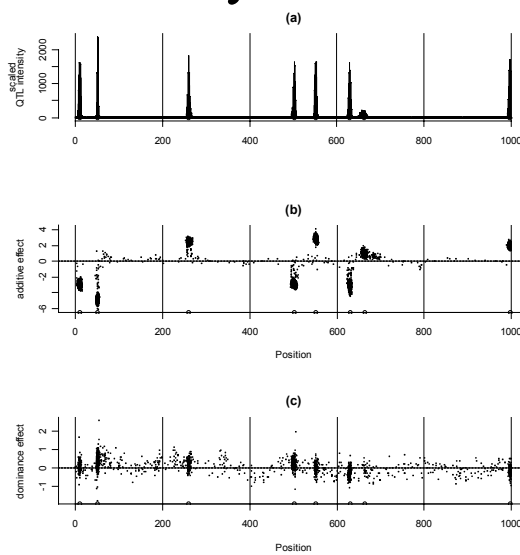 (a)
scaled
QTL intensity
0 1000 2000
0 200 400 600 800 1000
(b)
additive effect
-6 -2 0 2 4
0 200 400 600 800 1000
Position
(c)
dominance effect
-1 0 1 2
0 200 400 600 800 1000
Position